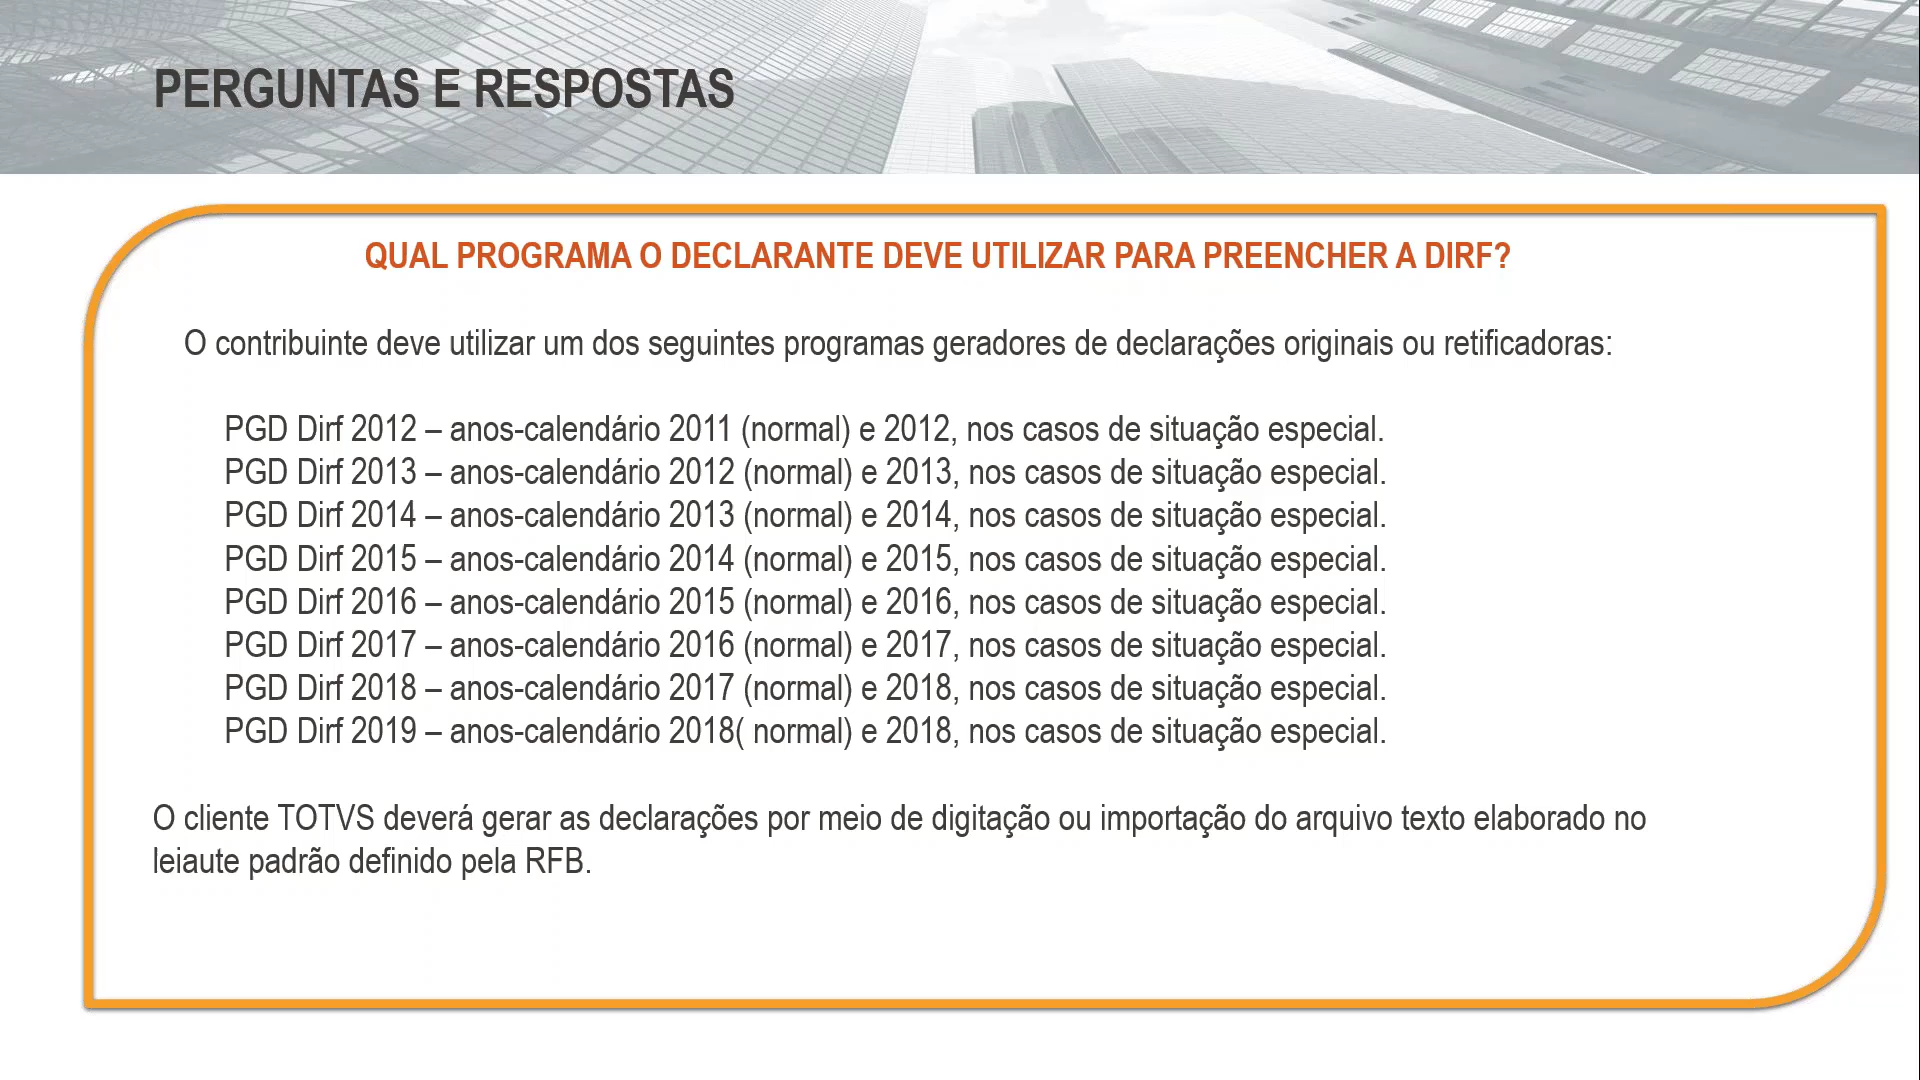 PERGUNTAS E RESPOSTAS
QUAL PROGRAMA O DECLARANTE DEVE UTILIZAR PARA PREENCHER A DIRF?
O contribuinte deve utilizar um dos seguintes programas geradores de declarações originais ou retificadoras:
PGD Dirf 2012 – anos-calendário 2011 (normal) e 2012, nos casos de situação especial.
PGD Dirf 2013 – anos-calendário 2012 (normal) e 2013, nos casos de situação especial.
PGD Dirf 2014 – anos-calendário 2013 (normal) e 2014, nos casos de situação especial.
PGD Dirf 2015 – anos-calendário 2014 (normal) e 2015, nos casos de situação especial.
PGD Dirf 2016 – anos-calendário 2015 (normal) e 2016, nos casos de situação especial.
PGD Dirf 2017 – anos-calendário 2016 (normal) e 2017, nos casos de situação especial.
PGD Dirf 2018 – anos-calendário 2017 (normal) e 2018, nos casos de situação especial.
PGD Dirf 2019 – anos-calendário 2018( normal) e 2018, nos casos de situação especial.
O cliente TOTVS deverá gerar as declarações por meio de digitação ou importação do arquivo texto elaborado no
leiaute padrão definido pela RFB.